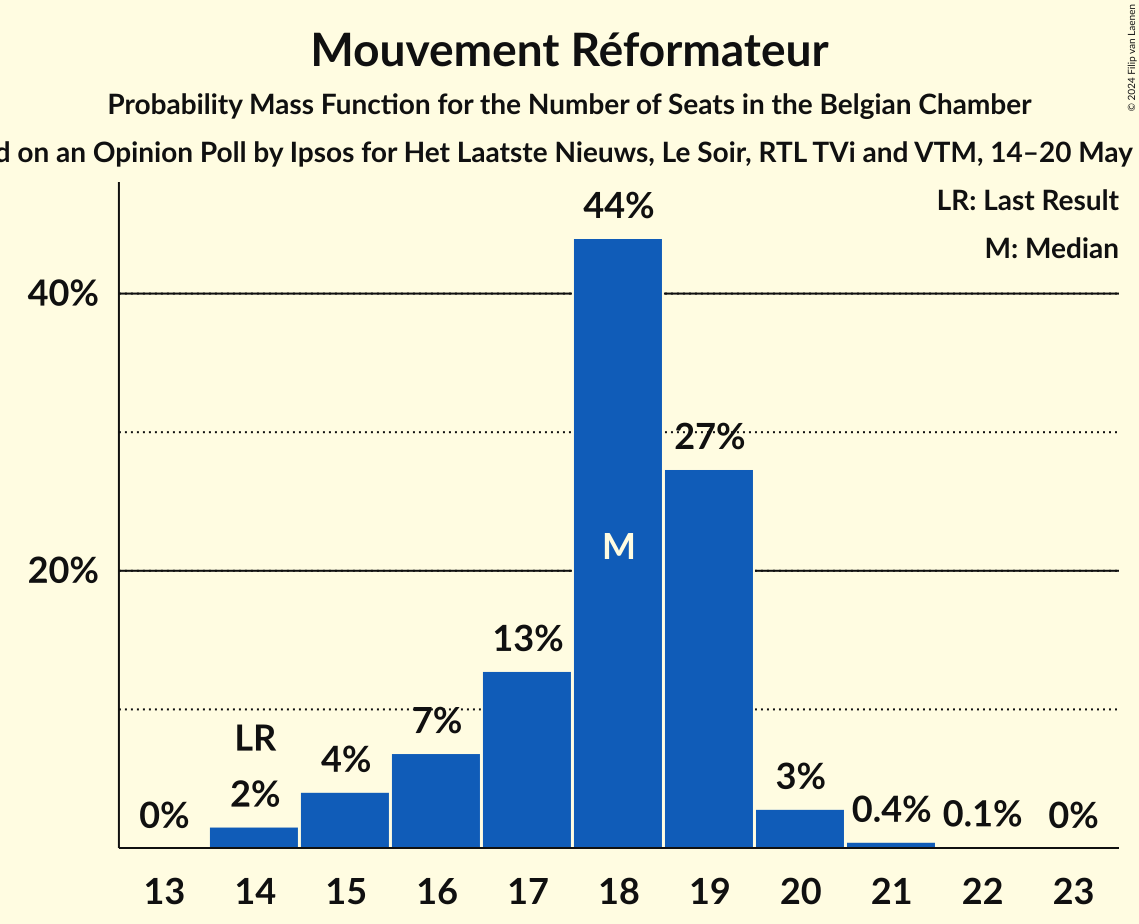 Mouvement Réformateur
Probability Mass Function for the Number of Seats in the Belgian Chamber
on an Opinion Poll by Ipsos for Het Laatste Nieuws, Le Soir, RTL TVi and VTM, 14–20 May
© 2024 Filip van Laenen
LR: Last Result
M: Median
44%
40%
27%
M
20%
13%
7%
LR
4%
2%
3%
0%
0.4%
0.1%
0%
13 14 15 16 17 18 19 20 21 22 23